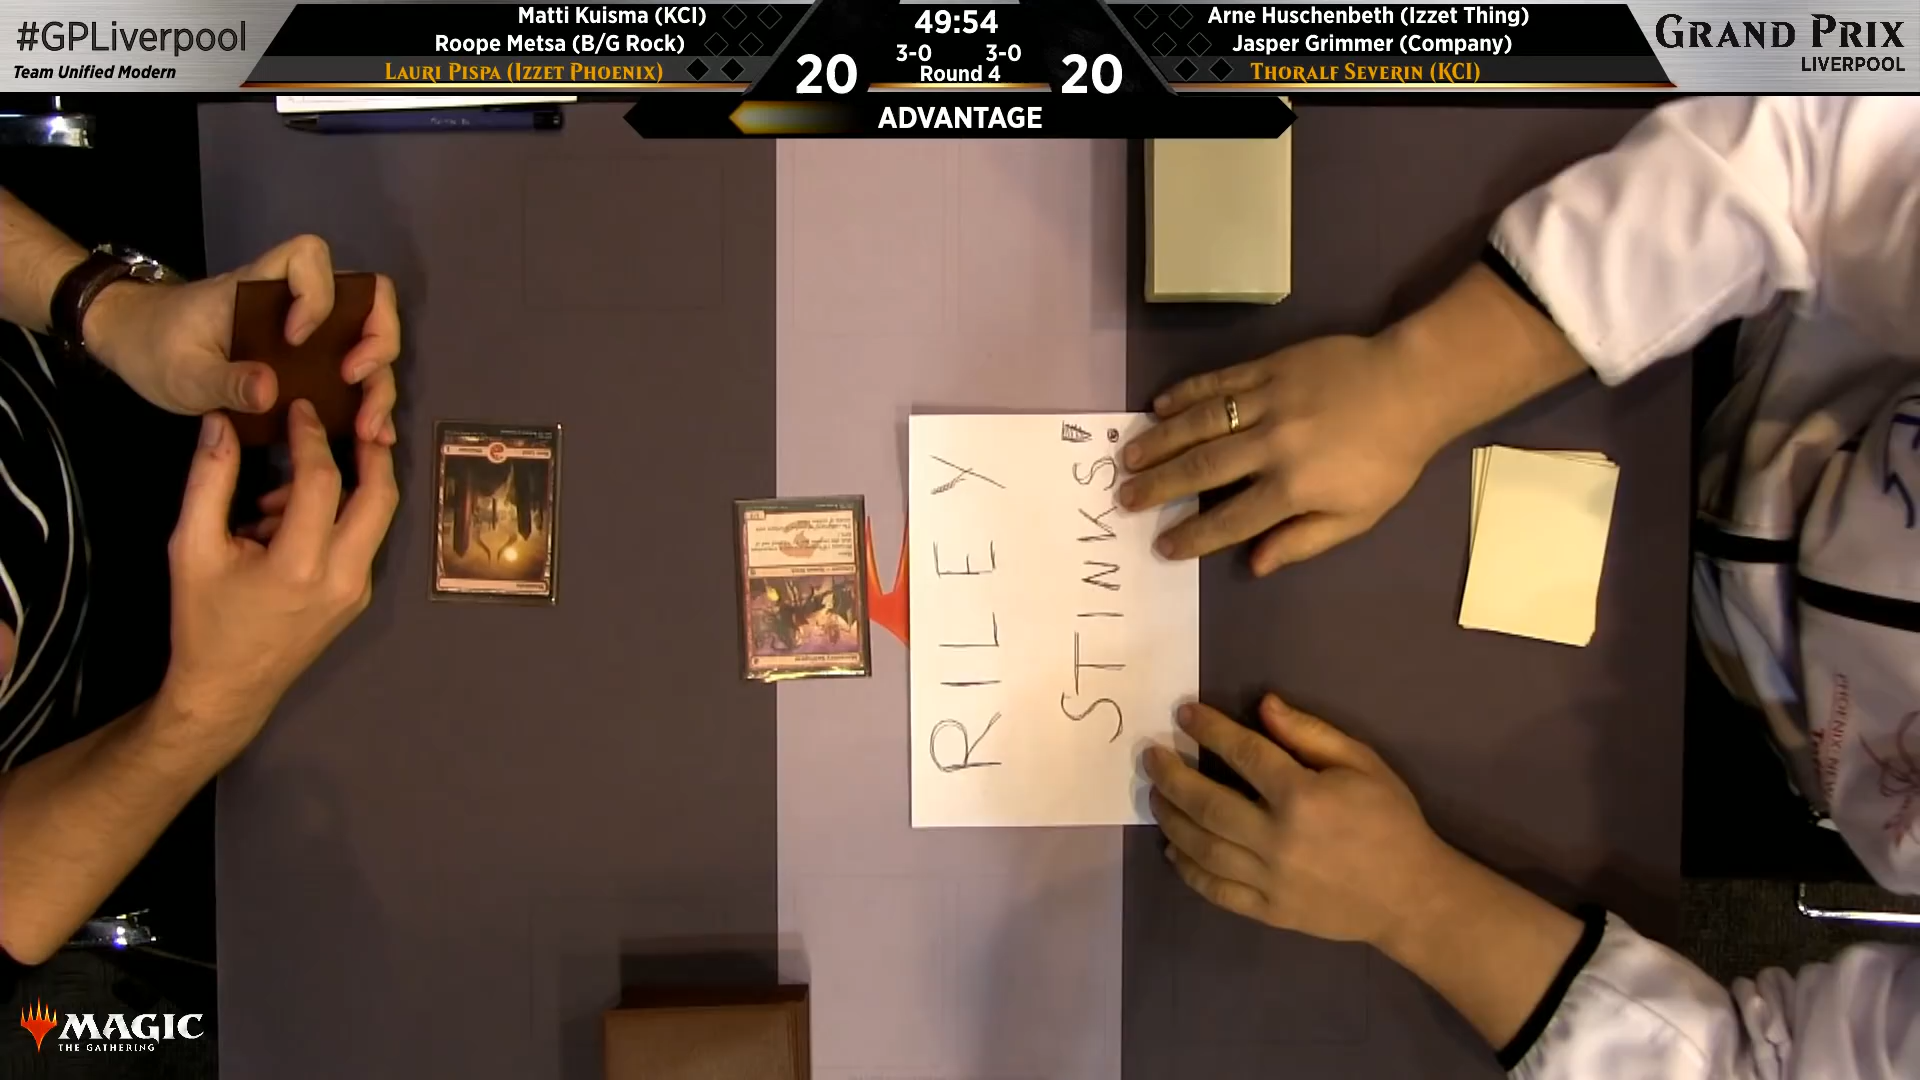 #GPLiverpool
Team Unified Modern
Matti Kuisma (KCI)
Roope Metsa (B/G Rock)
Lauri Pispa (Izzet Phoenix)
20
49:54
3-0 3-0
Round 4
20
Arne Huschenbeth (Izzet Thing)
Jasper Grimmer (Company)
Thoralf Severin (KCI)
Grand Prix
LIVERPOOL
ADVANTAGE
RILEY
STINKS!
MAGIC
THE GATHERING